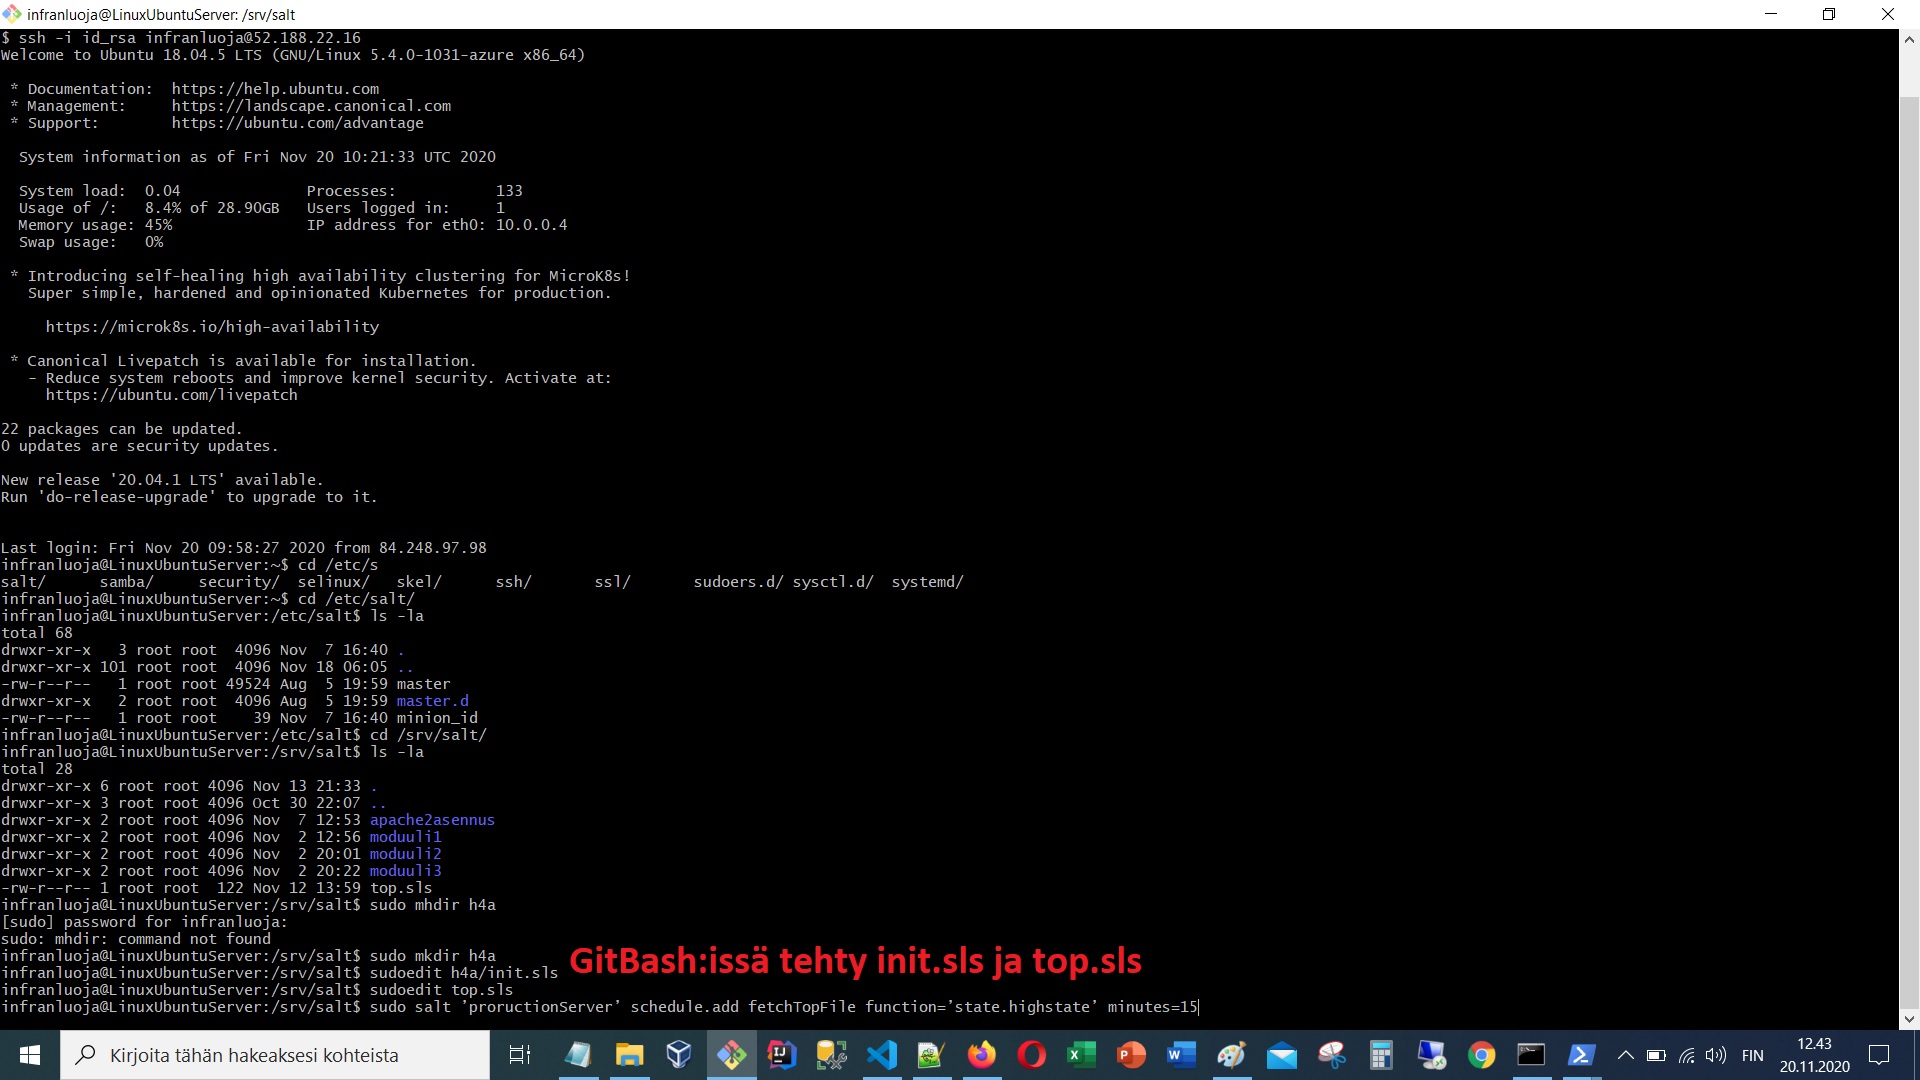 infranluoja@LinuxUbuntuServer: /srv/salt
$ ssh -i id_rsa infranluoja@52.188.22.16
Welcome to Ubuntu 18.04.5 LTS (GNU/Linux 5.4.0-1031-azure x86_64)
* Documentation:  https://help.ubuntu.com
* Management:     https://landscape.canonical.com
* Support:        https://ubuntu.com/advantage
System information as of Fri Nov 20 10:21:33 UTC 2020
System load:  0.04              Processes:           133
Usage of /:   8.4% of 28.90GB   Users logged in:     1
Memory usage: 45%               IP address for eth0: 10.0.0.4
Swap usage:   0%
* Introducing self-healing high availability clustering for MicroK8s!
Super simple, hardened and opinionated Kubernetes for production.
https://microk8s.io/high-availability
* Canonical Livepatch is available for installation.
- Reduce system reboots and improve kernel security. Activate at:
https://ubuntu.com/livepatch
22 packages can be updated.
0 updates are security updates.
New release '20.04.1 LTS' available.
Run 'do-release-upgrade' to upgrade to it.
Last login: Fri Nov 20 09:58:27 2020 from 84.248.97.98
infranluoja@LinuxUbuntuServer:~$ cd /etc/s
salt/      samba/     security/  selinux/   skel/      ssh/       ssl/       sudoers.d/ sysctl.d/  systemd/
infranluoja@LinuxUbuntuServer:~$ cd /etc/salt/
infranluoja@LinuxUbuntuServer:/etc/salt$ ls -la
total 68
drwxr-xr-x   3 root root  4096 Nov  7 16:40 .
drwxr-xr-x 101 root root  4096 Nov 18 06:05 ..
-rw-r--r--   1 root root 49524 Aug  5 19:59 master
drwxr-xr-x   2 root root  4096 Aug  5 19:59 master.d
-rw-r--r--   1 root root    39 Nov  7 16:40 minion_id
infranluoja@LinuxUbuntuServer:/etc/salt$ cd /srv/salt/
infranluoja@LinuxUbuntuServer:/srv/salt$ ls -la
total 28
drwxr-xr-x 6 root root 4096 Nov 13 21:33 .
drwxr-xr-x 3 root root 4096 Oct 30 22:07 ..
drwxr-xr-x 2 root root 4096 Nov  7 12:53 apache2asennus
drwxr-xr-x 2 root root 4096 Nov  2 12:56 moduuli1
drwxr-xr-x 2 root root 4096 Nov  2 20:01 moduuli2
drwxr-xr-x 2 root root 4096 Nov  2 20:22 moduuli3
-rw-r--r-- 1 root root  122 Nov 12 13:59 top.sls
infranluoja@LinuxUbuntuServer:/srv/salt$ sudo mhdir h4a
[sudo] password for infranluoja:
sudo: mhdir: command not found
infranluoja@LinuxUbuntuServer:/srv/salt$ sudo mkdir h4a
GitBash:issä tehty init.sls ja top.sls
infranluoja@LinuxUbuntuServer:/srv/salt$ sudoedit h4a/init.sls
infranluoja@LinuxUbuntuServer:/srv/salt$ sudoedit top.sls
infranluoja@LinuxUbuntuServer:/srv/salt$ sudo salt 'proructionServer' schedule.add fetchTopFile function='state.highstate' minutes=15
Kirjoita tähän hakeaksesi kohteista
FIN
12.43
20.11.2020